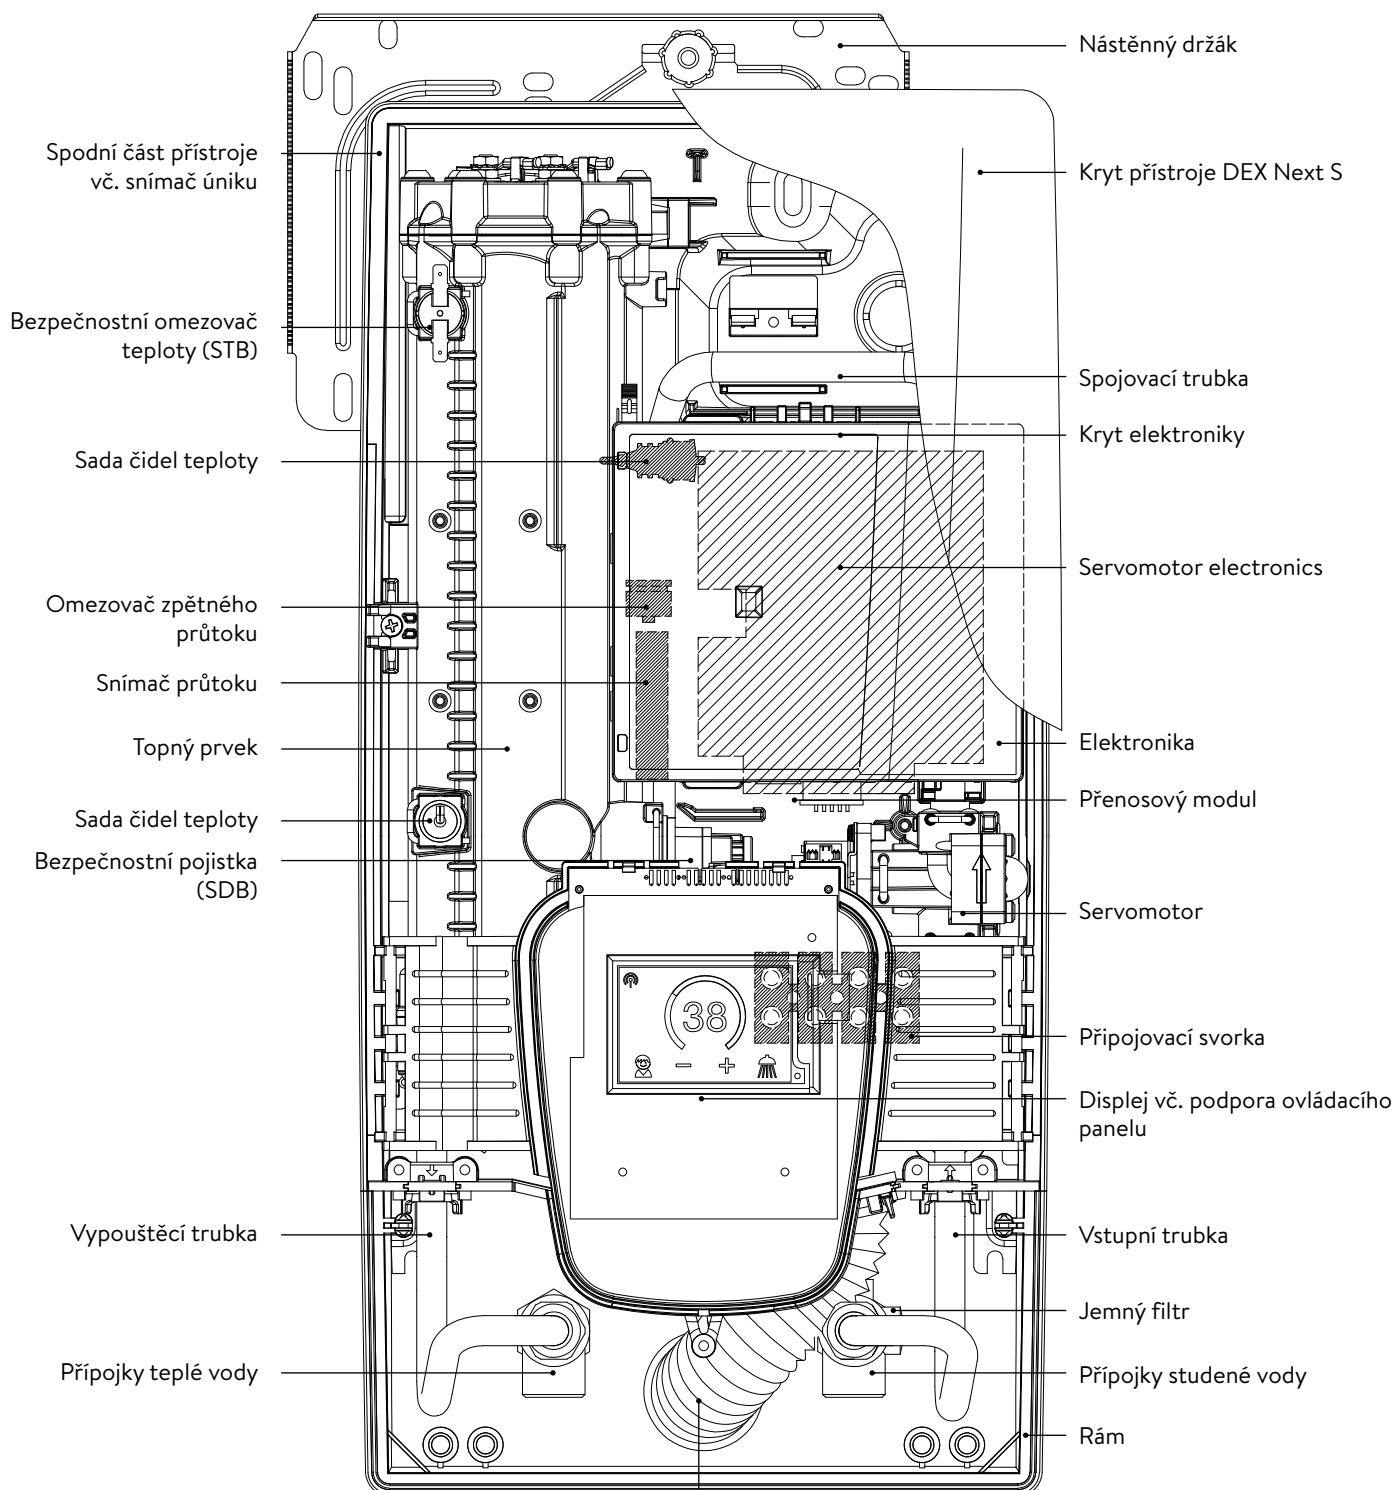 Nástěnný držák
Spodní část přístroje
vč. snímač úniku
Kryt přístroje DEX Next S
Bezpečnostní omezovač
teploty (STB)
Spojovací trubka
Kryt elektroniky
Sada čidel teploty
Servomotor electronics
Omezovač zpětného
průtoku
Snímač průtoku
Topný prvek
Elektronika
Přenosový modul
Sada čidel teploty
Bezpečnostní pojistka
(SDB)
Servomotor
38
Připojovací svorka
Displej vč. podpora ovládacího
panelu
Vypouštěcí trubka
Vstupní trubka
Jemný filtr
Přípojky teplé vody
Přípojky studené vody
Rám